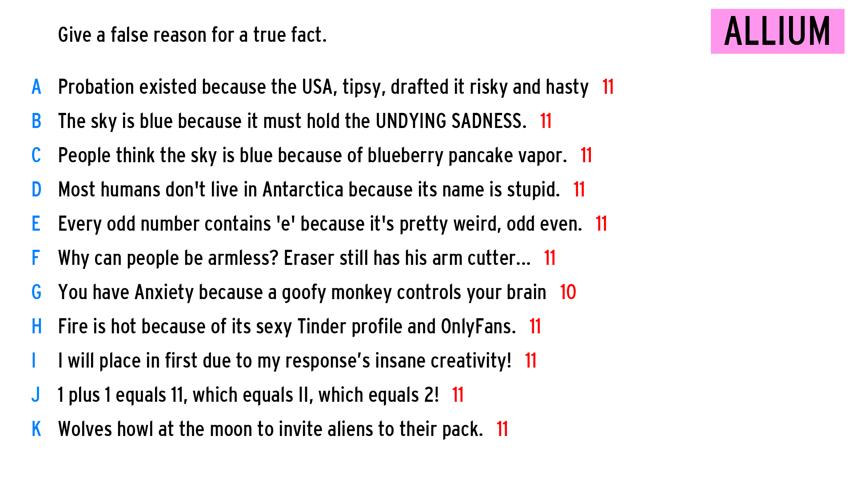 Give a false reason for a true fact.
ALLIUM
A Probation existed because the USA, tipsy, drafted it risky and hasty 11
B The sky is blue because it must hold the UNDYING SADNESS. 11
C People think the sky is blue because of blueberry pancake vapor. 11
D Most humans don't live in Antarctica because its name is stupid. 11
E Every odd number contains 'e' because it's pretty weird, odd even. 11
F Why can people be armless? Eraser still has his arm cutter... 11
G You have Anxiety because a goofy monkey controls your brain 10
H Fire is hot because of its sexy Tinder profile and OnlyFans. 11
I I will place in first due to my response’s insane creativity! 11
J 1 plus 1 equals 11, which equals II, which equals 2! 11
K Wolves howl at the moon to invite aliens to their pack. 11